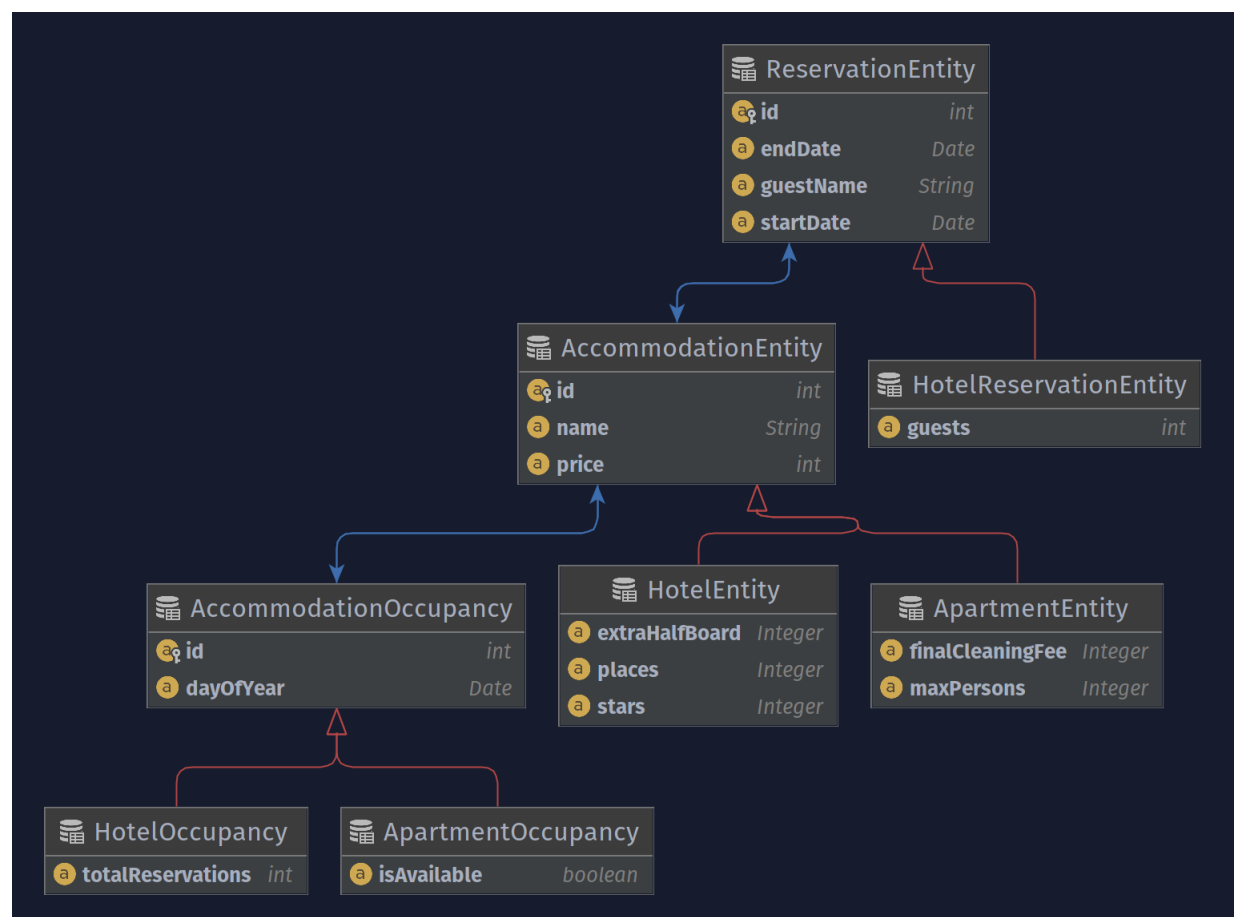 ReservationEntity
id int
endDate Date
guestName String
startDate Date
AccommodationEntity
id int
name String
price int
HotelReservationEntity
guests int
AccommodationOccupancy
id int
dayOfYear Date
HotelEntity
extraHalfBoard Integer
places Integer
stars Integer
ApartmentEntity
finalCleaningFee Integer
maxPersons Integer
HotelOccupancy
totalReservations int
ApartmentOccupancy
isAvailable boolean